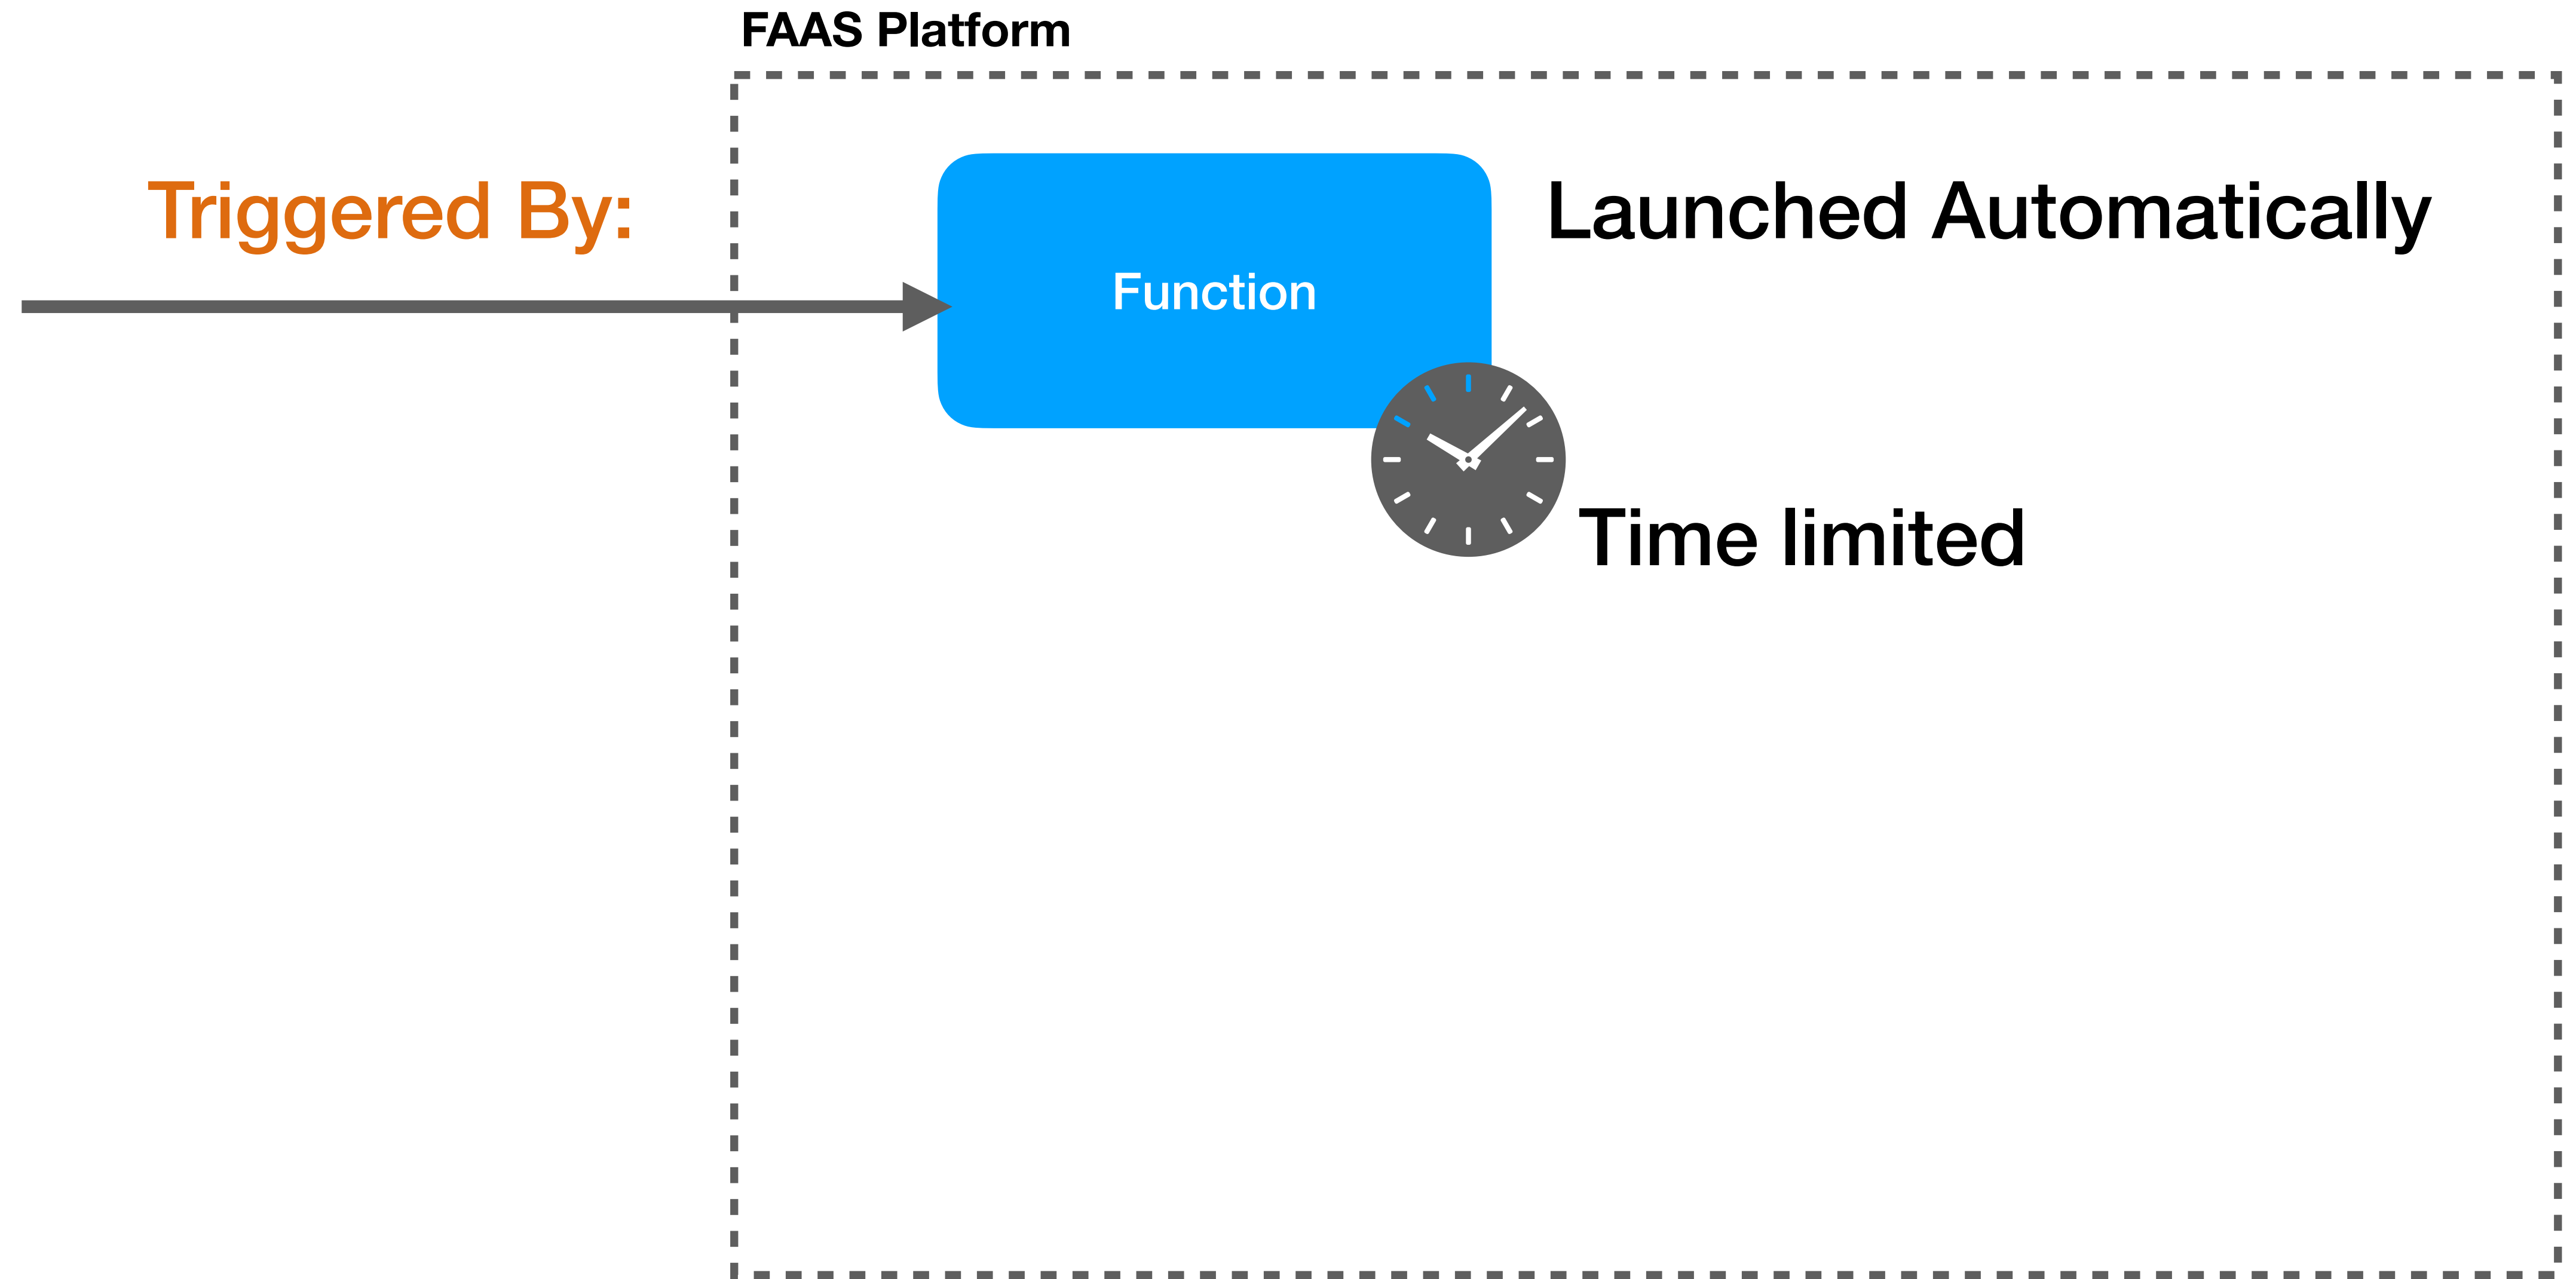 FAAS Platform
Triggered By:
Function
Launched Automatically
Time limited